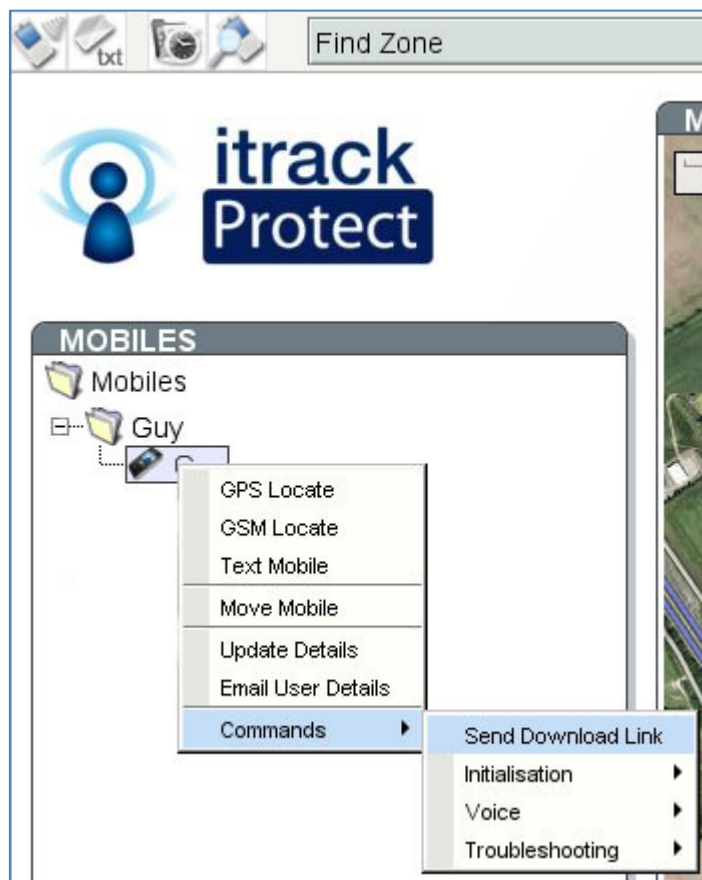 txt
Find Zone
itrack
Protect
MOBILES
Mobiles
Guy
GPS Locate
GSM Locate
Text Mobile
Move Mobile
Update Details
Email User Details
Commands
Send Download Link
Initialisation
Voice
Troubleshooting